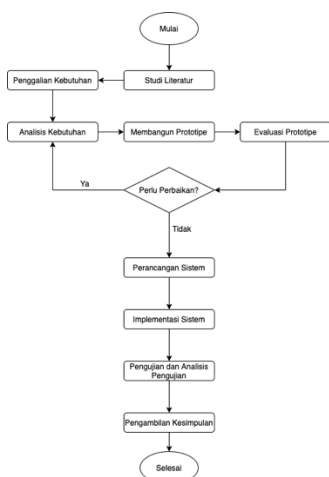 Mulai
Studi Literatur
Penggalian Kebutuhan
Analisis Kebutuhan
Membangun Prototipe
Evaluasi Prototipe
Perlu Perbaikan?
Ya
Tidak
Perancangan Sistem
Implementasi Sistem
Pengujian dan Analisis
Pengujian
Pengambilan Kesimpulan
Selesai